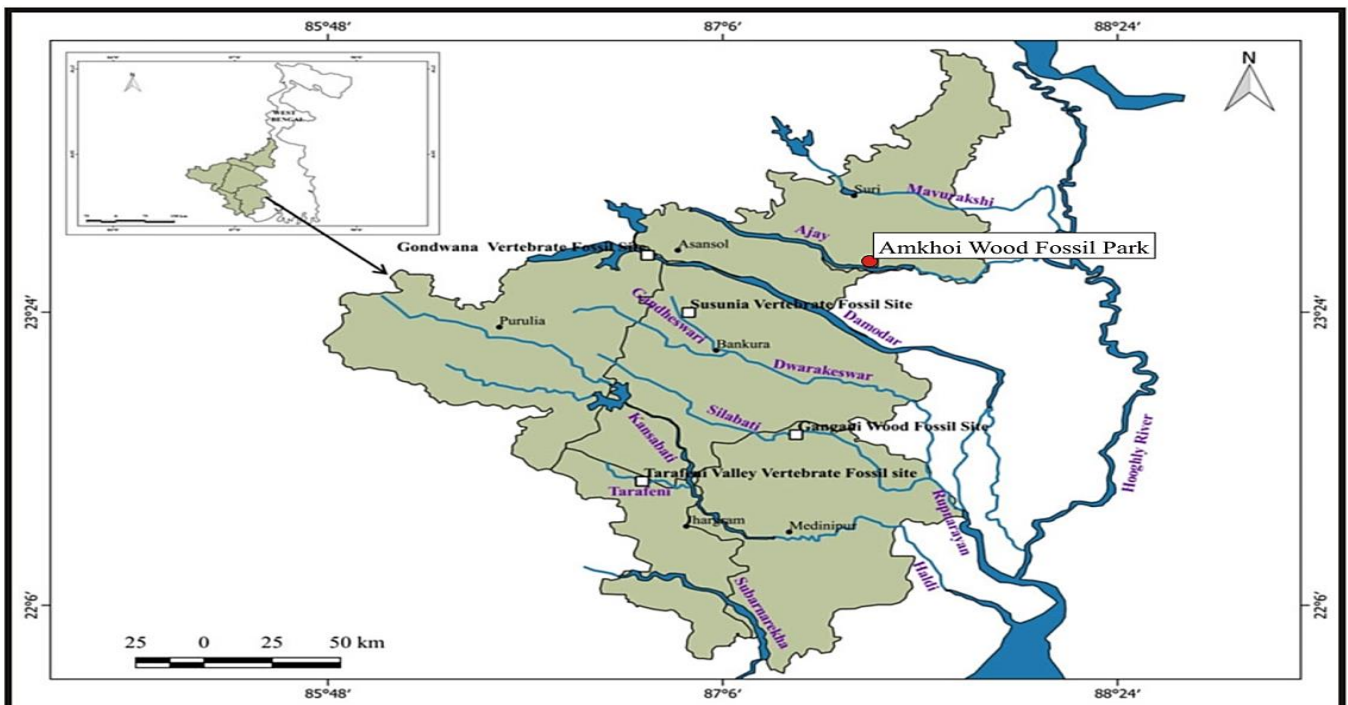 85°48′ 87°6′ 88°24′
N
WEST
BENGAL
Suri
Mavurakshi
Ajay
Amkhoi Wood Fossil Park
Gondwana Vertebrate Fossil Site
Asansol
23°24′ 23°24′
Susunia Vertebrate Fossil Site
Gandheswari
Damodar
Purulia
Bankura
Dwarakeswar
Silabati
Gangani Wood Fossil Site
Kansabati
Hooghly River
Tarafeni Valley Vertebrate Fossil site
Tarafeni
Rupnarayan
Jhargram
Medinipur
Haldi
Subarnarekha
22°6′ 22°6′
25 0 25 50 km
85°48′ 87°6′ 88°24′